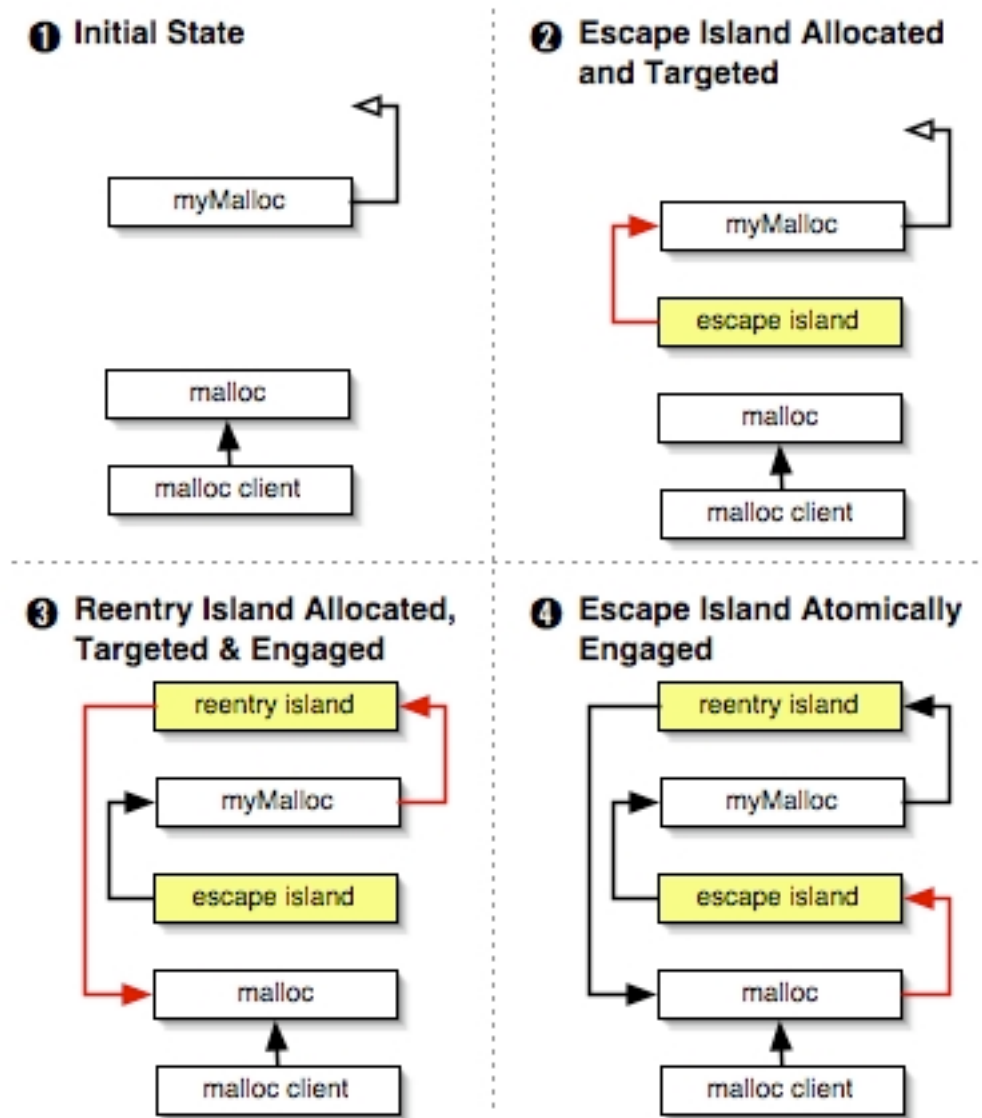 ❶ Initial State
myMalloc
malloc
malloc client
❷ Escape Island Allocated
and Targeted
myMalloc
escape island
malloc
malloc client
❸ Reentry Island Allocated,
Targeted & Engaged
reentry island
myMalloc
escape island
malloc
malloc client
❹ Escape Island Atomically
Engaged
reentry island
myMalloc
escape island
malloc
malloc client